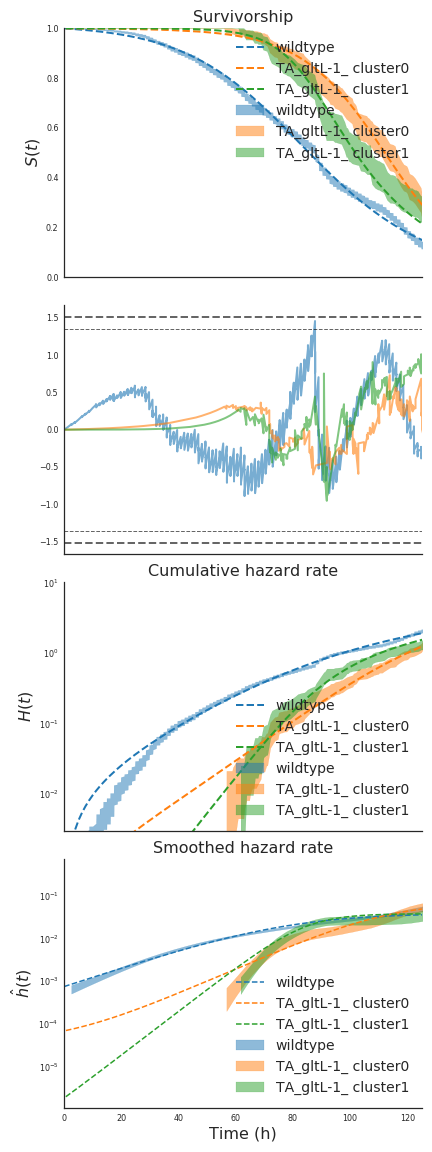 Survivorship
1.0
0.8
0.6
0.4
0.2
0.0
S(t)
wildtype
TA_gltL-1_ cluster0
TA_gltL-1_ cluster1
wildtype
TA_gltL-1_ cluster0
TA_gltL-1_ cluster1
1.5
1.0
0.5
0.0
−0.5
−1.0
−1.5
Cumulative hazard rate
10¹
10⁰
10⁻¹
10⁻²
H(t)
wildtype
TA_gltL-1_ cluster0
TA_gltL-1_ cluster1
wildtype
TA_gltL-1_ cluster0
TA_gltL-1_ cluster1
Smoothed hazard rate
10⁻¹
10⁻²
10⁻³
10⁻⁴
10⁻⁵
ĥ(t)
wildtype
TA_gltL-1_ cluster0
TA_gltL-1_ cluster1
wildtype
TA_gltL-1_ cluster0
TA_gltL-1_ cluster1
0 20 40 60 80 100 120
Time (h)